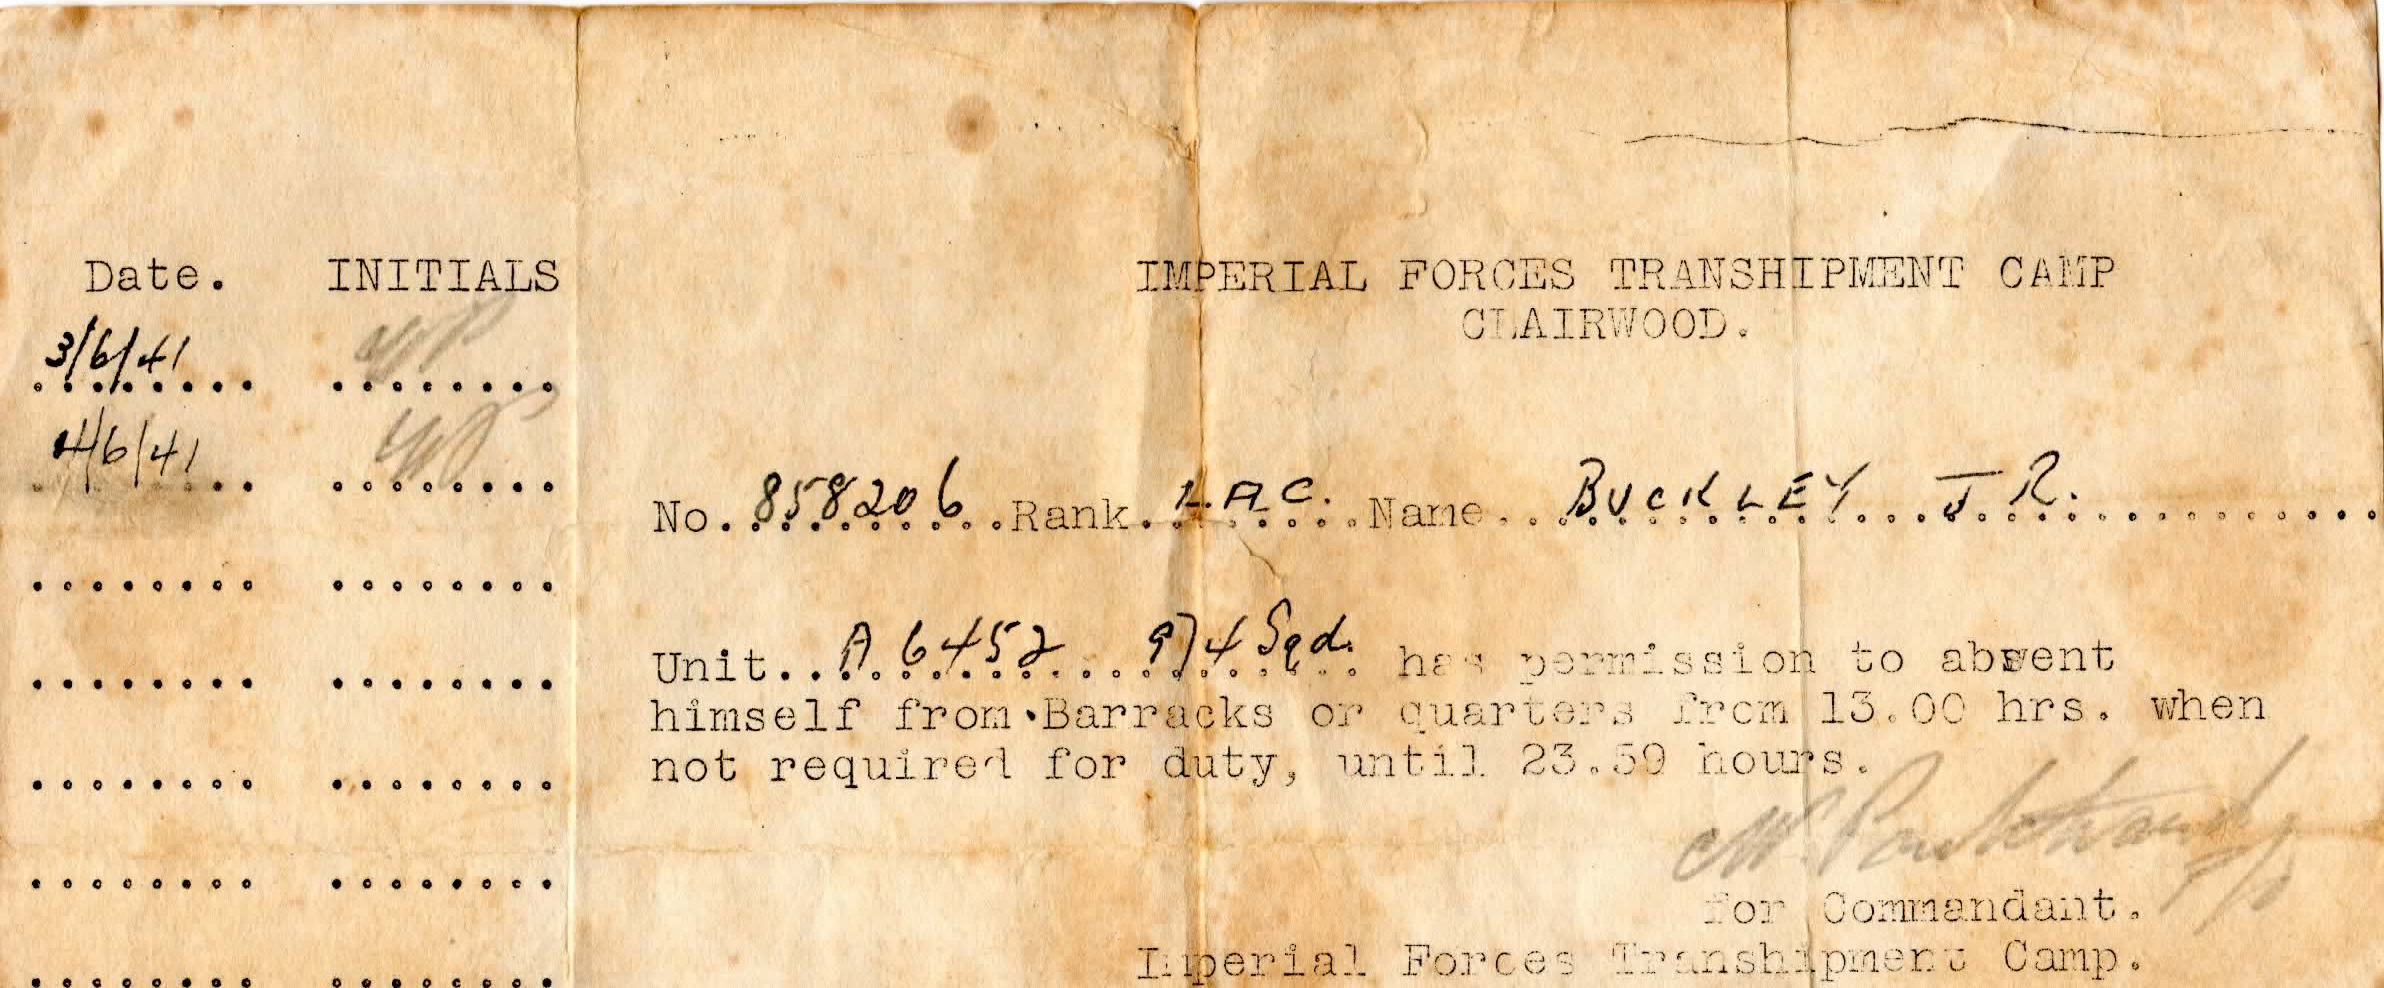 Date. INITIALS
3/6/41
4/6/41
IMPERIAL FORCES TRANSHIPMENT CAMP
CLAIRWOOD.
No. 858206 Rank. L.A.C. Name. BUCKLEY J R.
Unit.. A 6452 974 Sqd. has permission to absent
himself from Barracks or quarters from 13.00 hrs. when
not required for duty, until 23.59 hours.
for Commandant.
Imperial Forces Transhipment Camp.